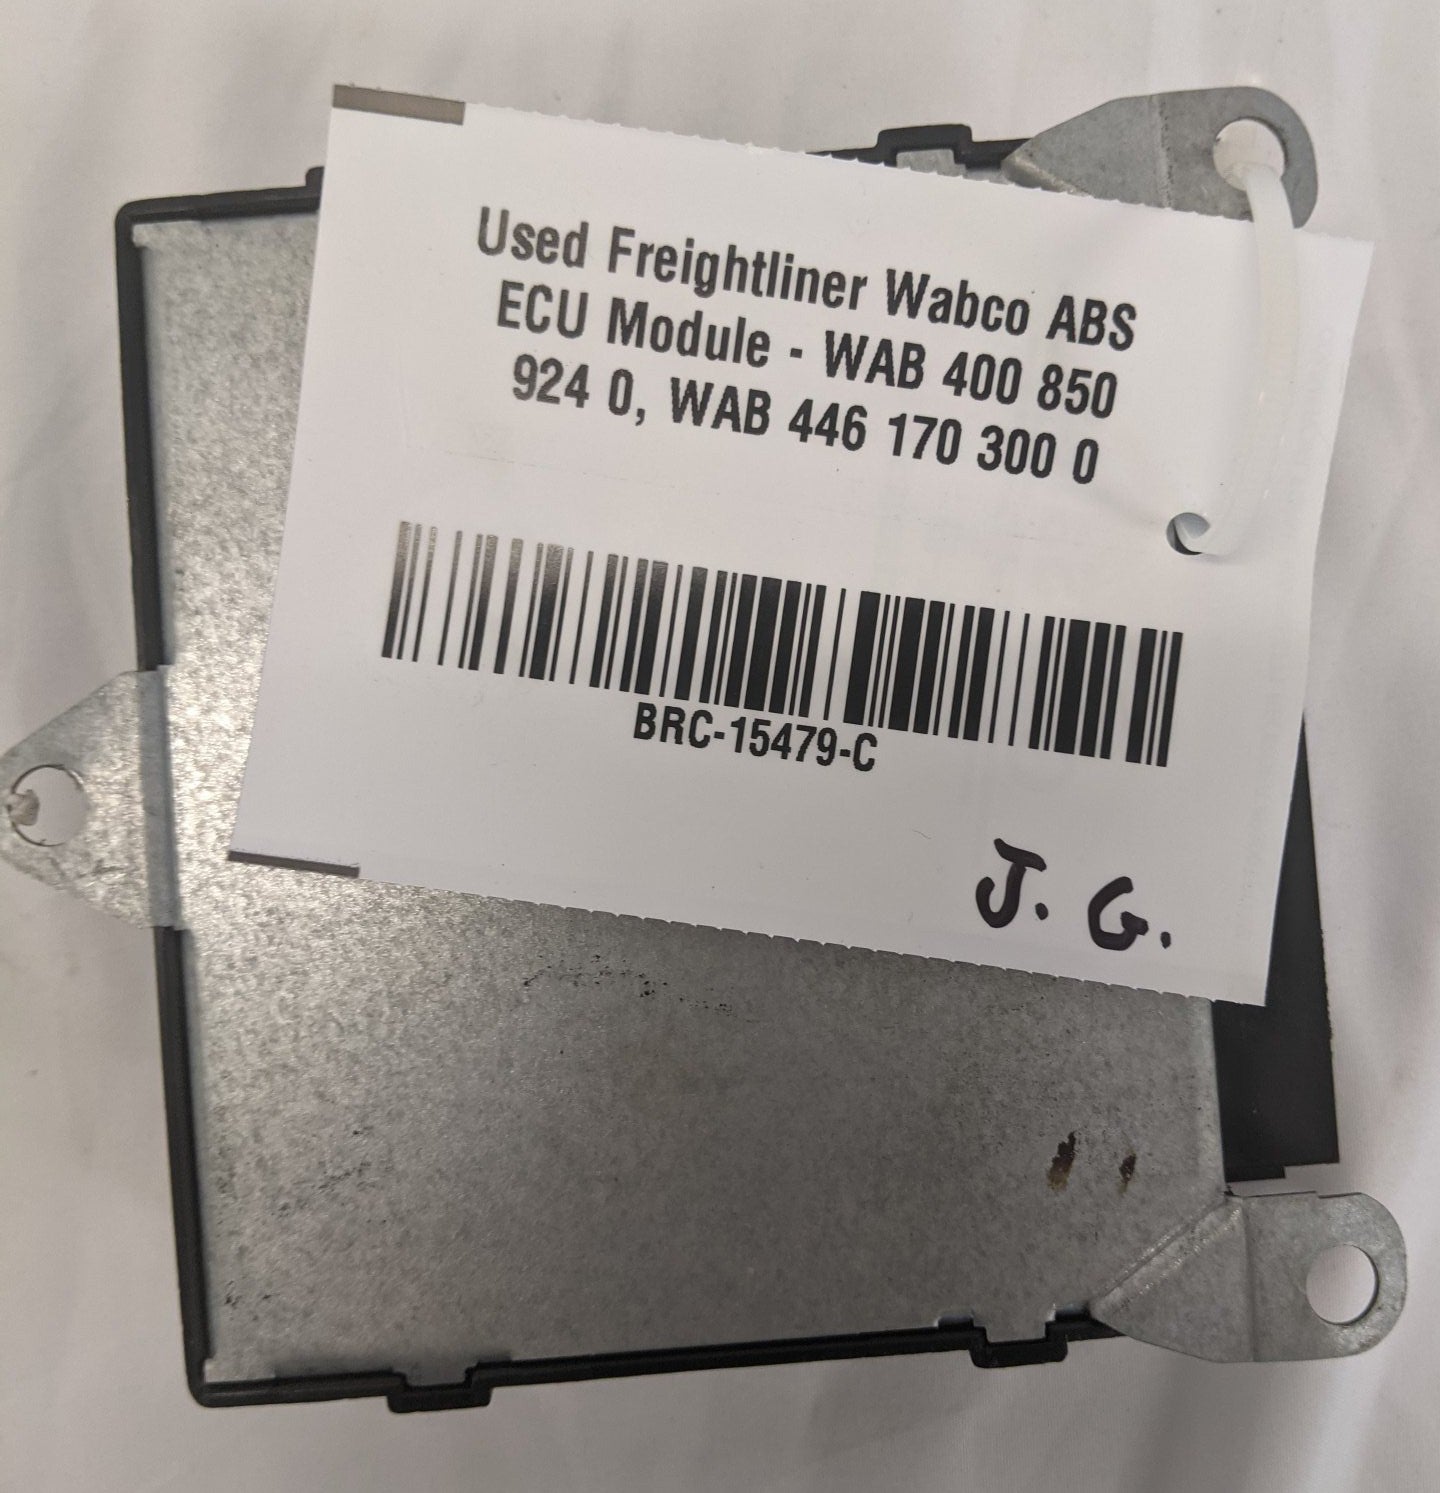 Used Freightliner Wabco ABS
ECU Module - WAB 400 850
924 0, WAB 446 170 300 0
BRC-15479-C
J. G.